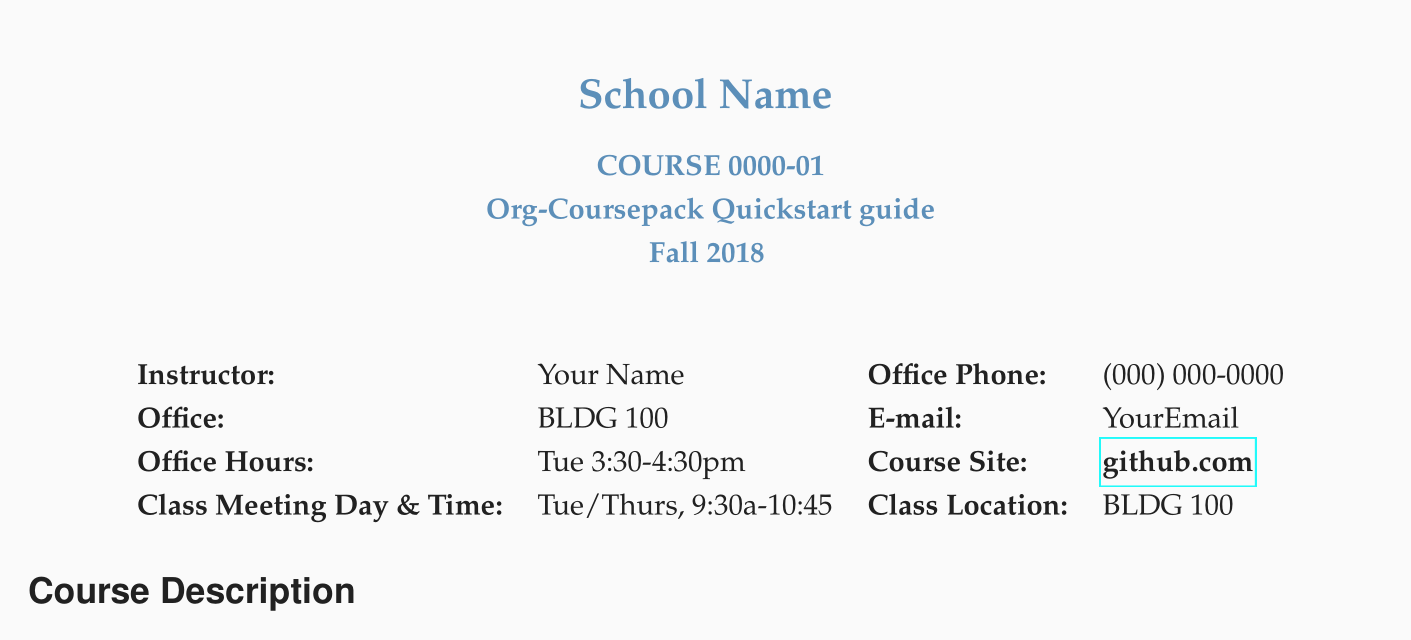 School Name
COURSE 0000-01
Org-Coursepack Quickstart guide
Fall 2018
Instructor: Your Name Office Phone: (000) 000-0000
Office: BLDG 100 E-mail: YourEmail
Office Hours: Tue 3:30-4:30pm Course Site: github.com
Class Meeting Day & Time: Tue/Thurs, 9:30a-10:45 Class Location: BLDG 100
Course Description